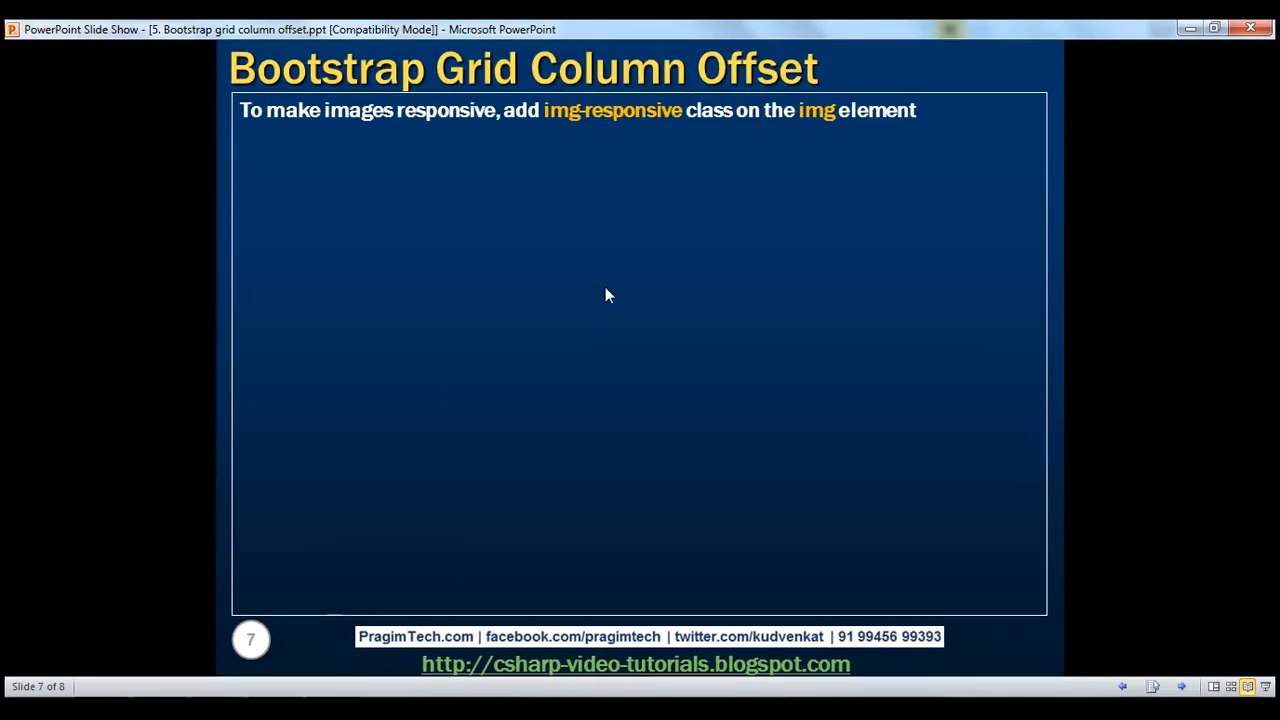 PowerPoint Slide Show - [5. Bootstrap grid column offset.ppt [Compatibility Mode]] - Microsoft PowerPoint
Bootstrap Grid Column Offset
To make images responsive, add img-responsive class on the img element
7
PragimTech.com | facebook.com/pragimtech | twitter.com/kudvenkat | 91 99456 99393
http://csharp-video-tutorials.blogspot.com
Slide 7 of 8